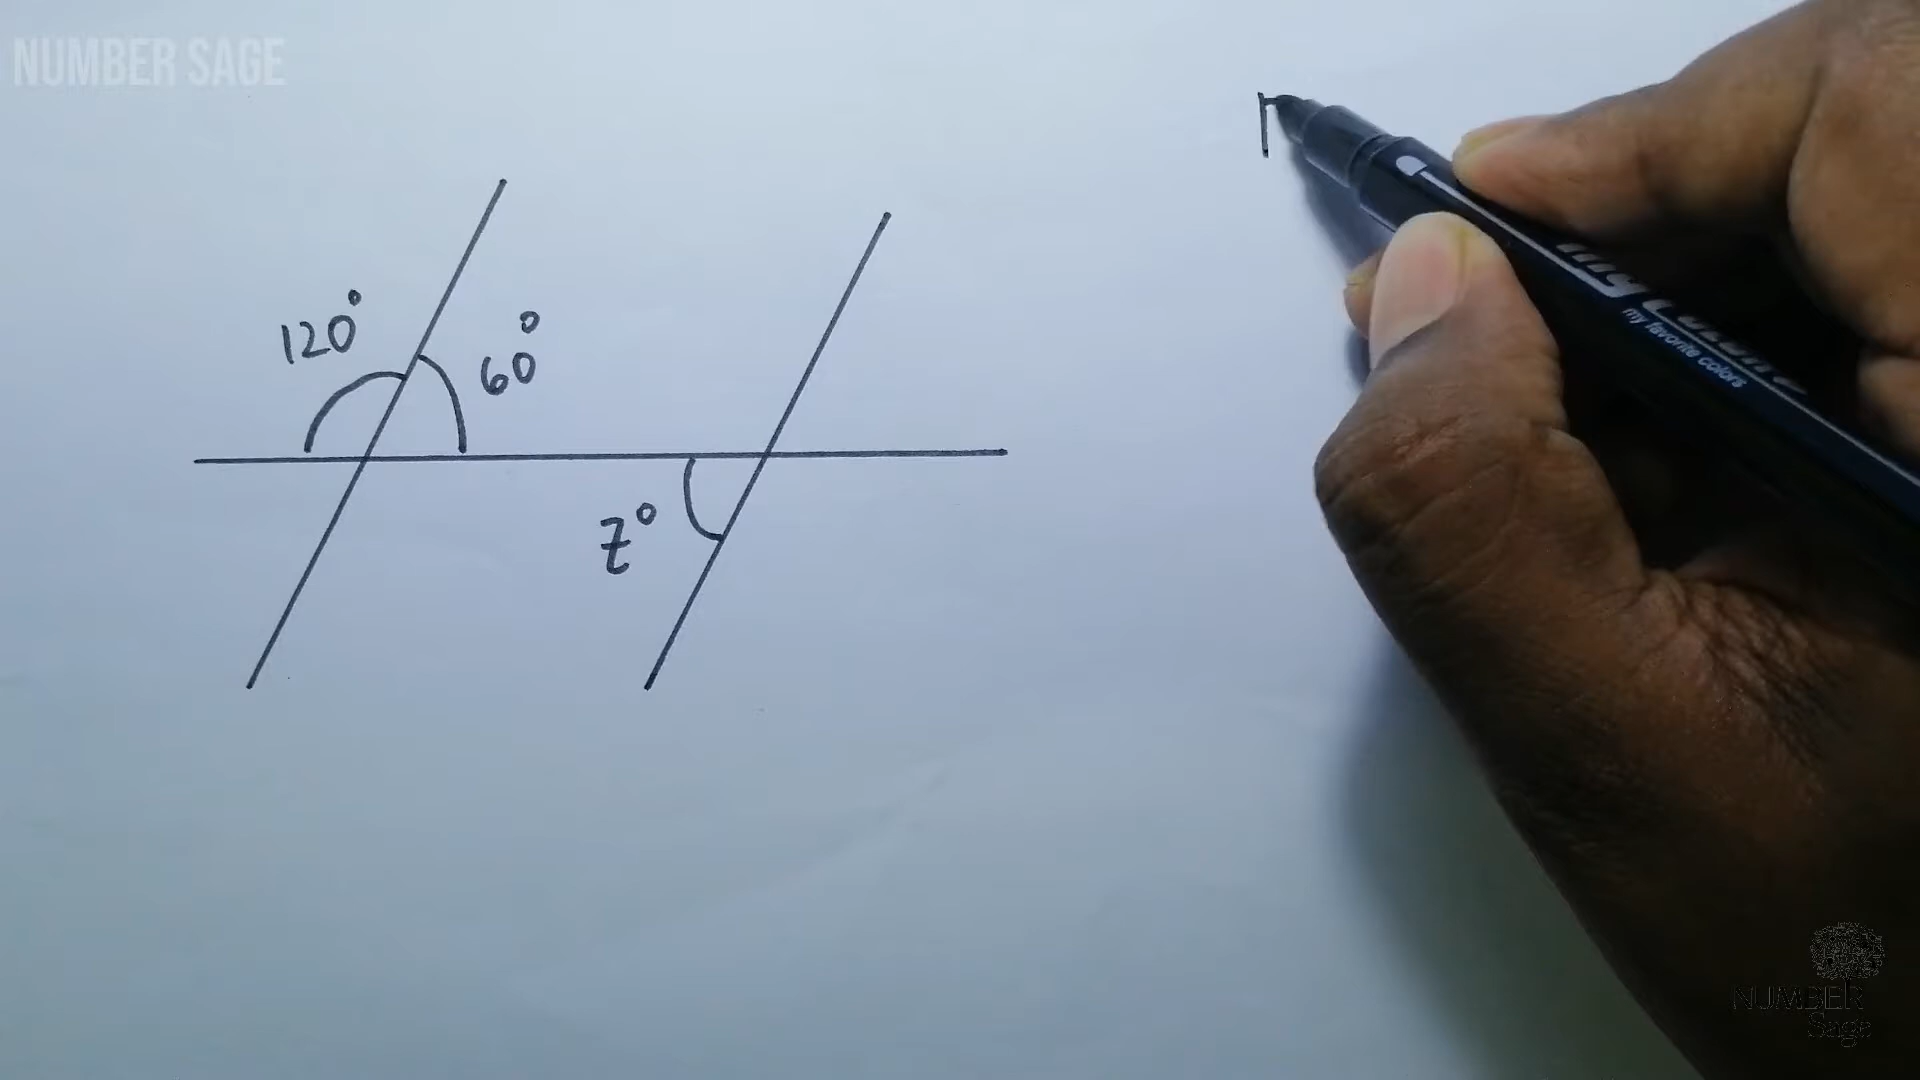 NUMBER SAGE
120°
60°
z°
my favorite colors
NUMBER
Sage